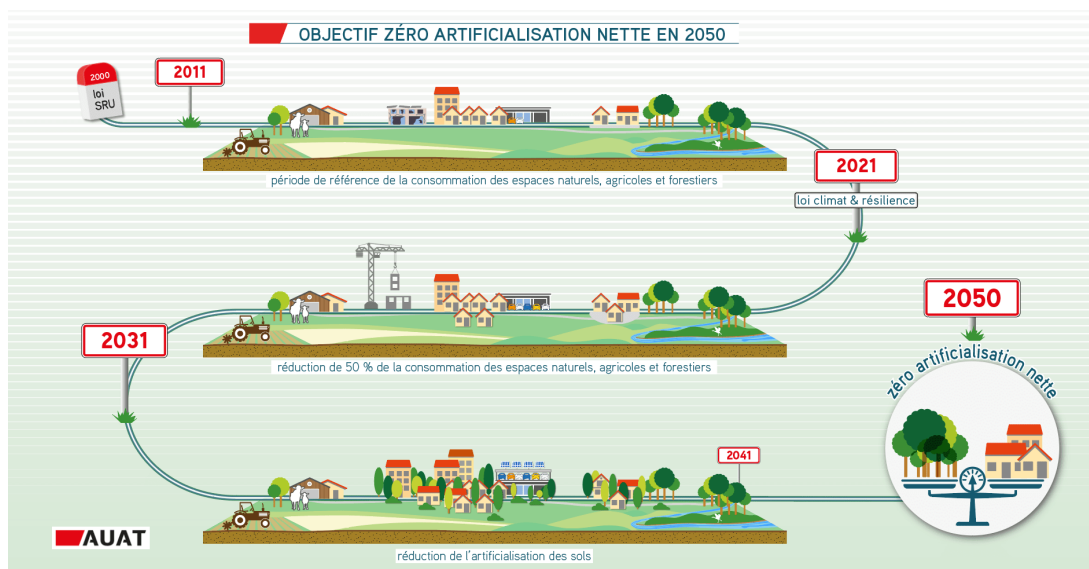 OBJECTIF ZÉRO ARTIFICIALISATION NETTE EN 2050
2000
loi
SRU
2011
période de référence de la consommation des espaces naturels, agricoles et forestiers
2021
loi climat & résilience
réduction de 50 % de la consommation des espaces naturels, agricoles et forestiers
2031
2041
réduction de l'artificialisation des sols
2050
zéro artificialisation nette
AUAT